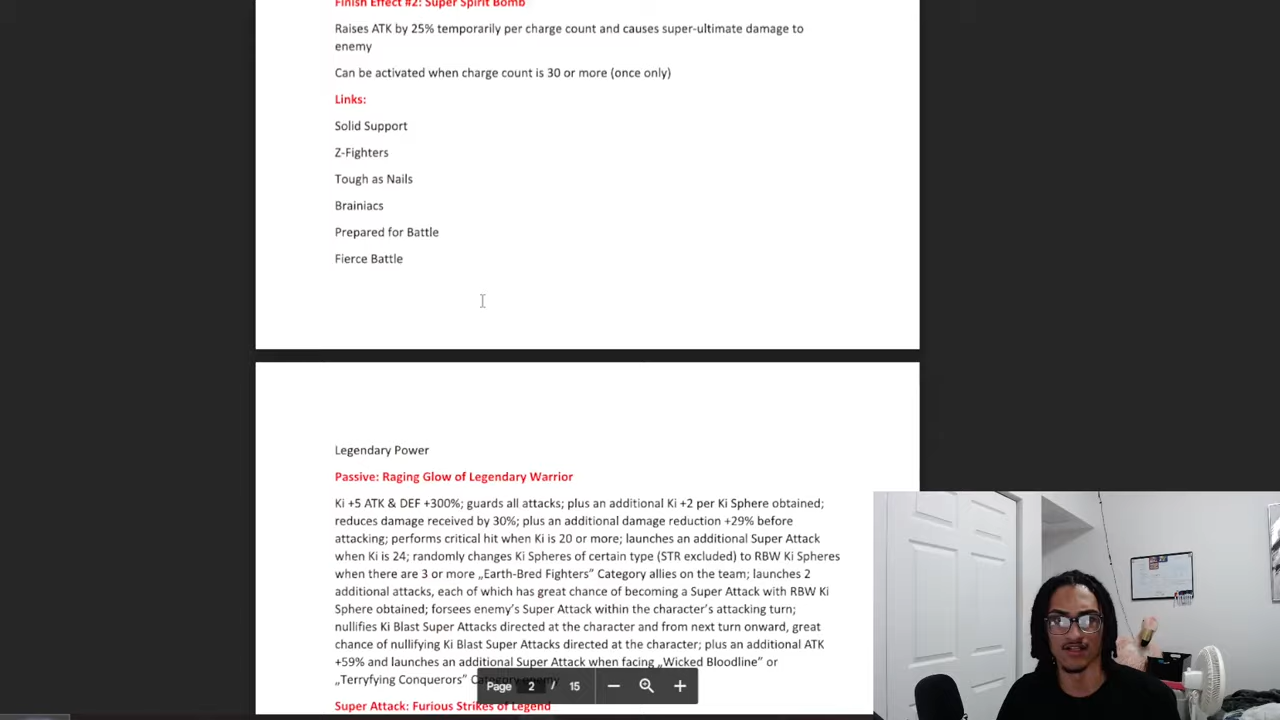 Finish Effect #2: Super Spirit Bomb
Raises ATK by 25% temporarily per charge count and causes super-ultimate damage to
enemy
Can be activated when charge count is 30 or more (once only)
Links:
Solid Support
Z-Fighters
Tough as Nails
Brainiacs
Prepared for Battle
Fierce Battle
Legendary Power
Passive: Raging Glow of Legendary Warrior
Ki +5 ATK & DEF +300%; guards all attacks; plus an additional Ki +2 per Ki Sphere obtained;
reduces damage received by 30%; plus an additional damage reduction +29% before
attacking; performs critical hit when Ki is 20 or more; launches an additional Super Attack
when Ki is 24; randomly changes Ki Spheres of certain type (STR excluded) to RBW Ki Spheres
when there are 3 or more „Earth-Bred Fighters” Category allies on the team; launches 2
additional attacks, each of which has great chance of becoming a Super Attack with RBW Ki
Sphere obtained; forsees enemy's Super Attack within the character's attacking turn;
nullifies Ki Blast Super Attacks directed at the character and from next turn onward, great
chance of nullifying Ki Blast Super Attacks directed at the character; plus an additional ATK
+59% and launches an additional Super Attack when facing „Wicked Bloodline” or
„Terryfying Conquerors” Category enemy
Page 2 / 15
Super Attack: Furious Strikes of Legend